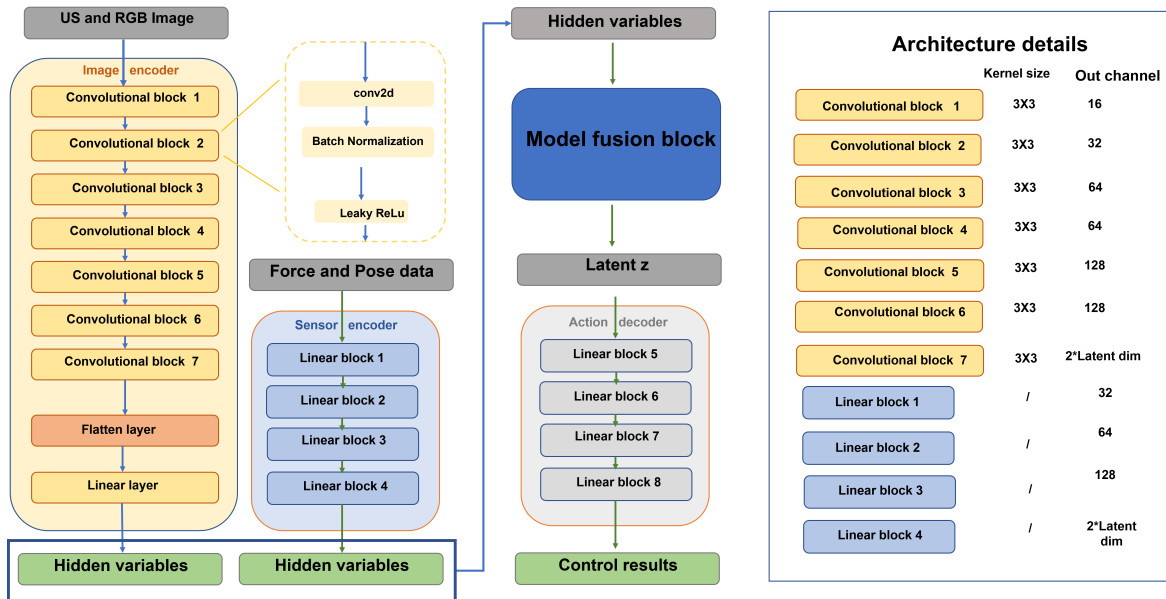 US and RGB Image
Image encoder
Convolutional block 1
Convolutional block 2
Convolutional block 3
Convolutional block 4
Convolutional block 5
Convolutional block 6
Convolutional block 7
Flatten layer
Linear layer
Hidden variables
conv2d
Batch Normalization
Leaky ReLu
Force and Pose data
Sensor encoder
Linear block 1
Linear block 2
Linear block 3
Linear block 4
Hidden variables
Hidden variables
Model fusion block
Latent z
Action decoder
Linear block 5
Linear block 6
Linear block 7
Linear block 8
Control results
Architecture details
Kernel size Out channel
Convolutional block 1 3X3 16
Convolutional block 2 3X3 32
Convolutional block 3 3X3 64
Convolutional block 4 3X3 64
Convolutional block 5 3X3 128
Convolutional block 6 3X3 128
Convolutional block 7 3X3 2*Latent dim
Linear block 1 / 32
Linear block 2 / 64
Linear block 3 / 128
Linear block 4 / 2*Latent
dim